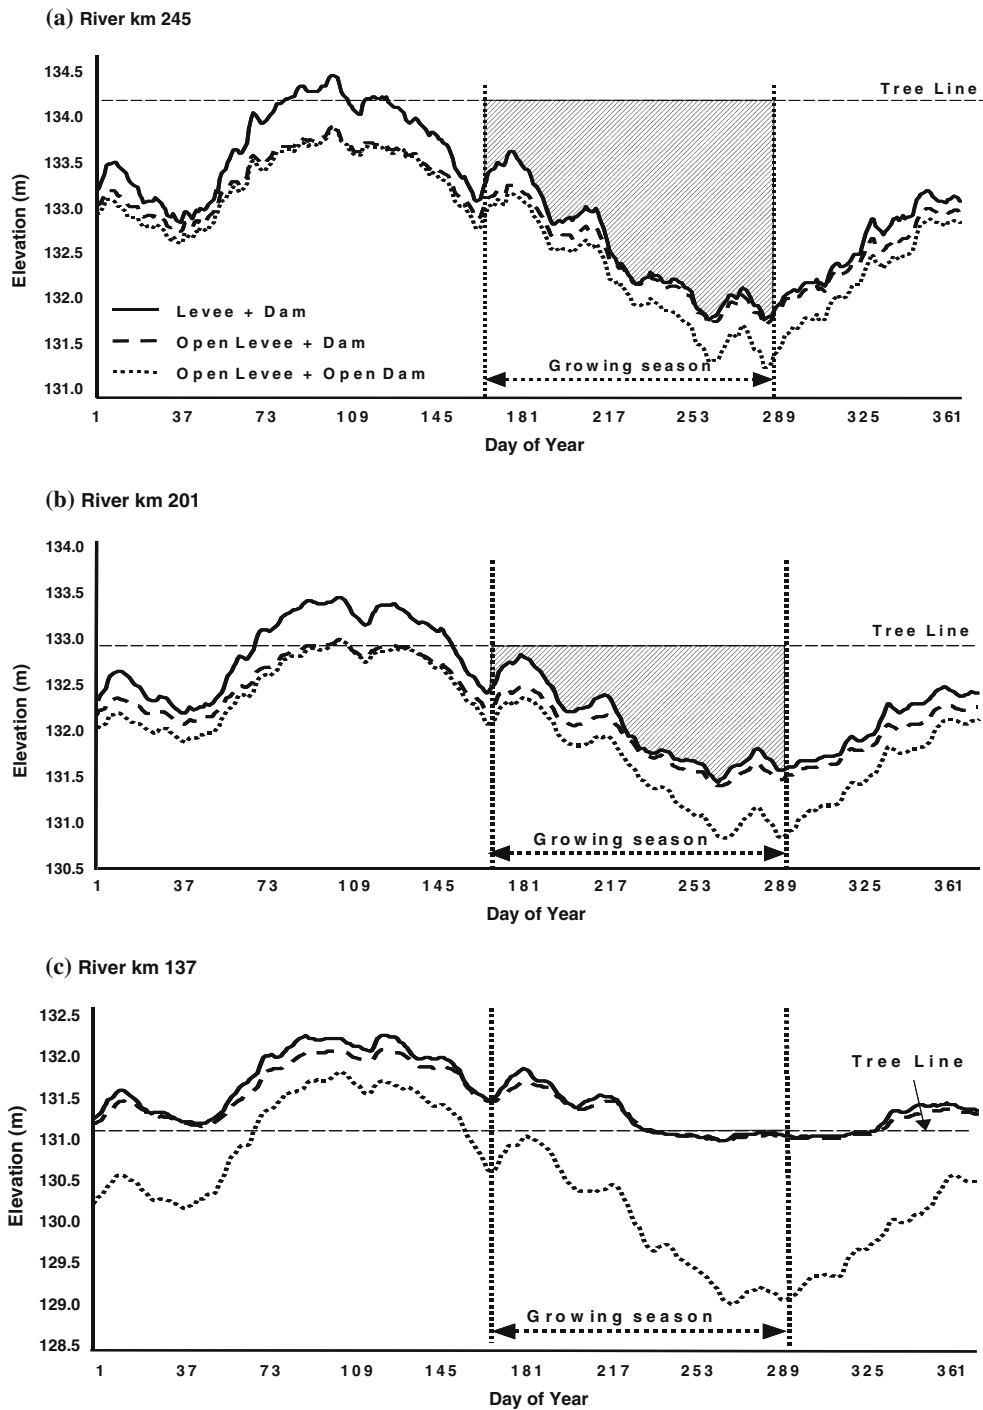 (a) River km 245
134.5
Tree Line
134.0
133.5
133.0
132.5
132.0
131.5
131.0
Elevation (m)
Levee + Dam
Open Levee + Dam
Open Levee + Open Dam
Growing season
1 37 73 109 145 181 217 253 289 325 361
Day of Year
(b) River km 201
134.0
133.5
133.0
Tree Line
132.5
132.0
131.5
131.0
130.5
Elevation (m)
Growing season
1 37 73 109 145 181 217 253 289 325 361
Day of Year
(c) River km 137
132.5
132.0
Tree Line
131.5
131.0
130.5
130.0
129.5
129.0
128.5
Elevation (m)
Growing season
1 37 73 109 145 181 217 253 289 325 361
Day of Year